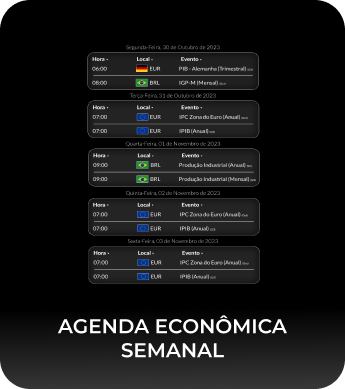 Segunda-Feira, 30 de Outubro de 2023
Hora Local Evento
06:00 EUR PIB - Alemanha (Trimestral)
08:00 BRL IGP-M (Mensal)
Terça-Feira, 31 de Outubro de 2023
Hora Local Evento
07:00 EUR IPC Zona do Euro (Anual)
07:00 EUR IPIB (Anual)
Quarta-Feira, 01 de Novembro de 2023
Hora Local Evento
09:00 BRL Produção Industrial (Anual)
09:00 BRL Produção Industrial (Mensal)
Quinta-Feira, 02 de Novembro de 2023
Hora Local Evento
07:00 EUR IPC Zona do Euro (Anual)
07:00 EUR IPIB (Anual)
Sexta-Feira, 03 de Novembro de 2023
Hora Local Evento
07:00 EUR IPC Zona do Euro (Anual)
07:00 EUR IPIB (Anual)
AGENDA ECONÔMICA
SEMANAL